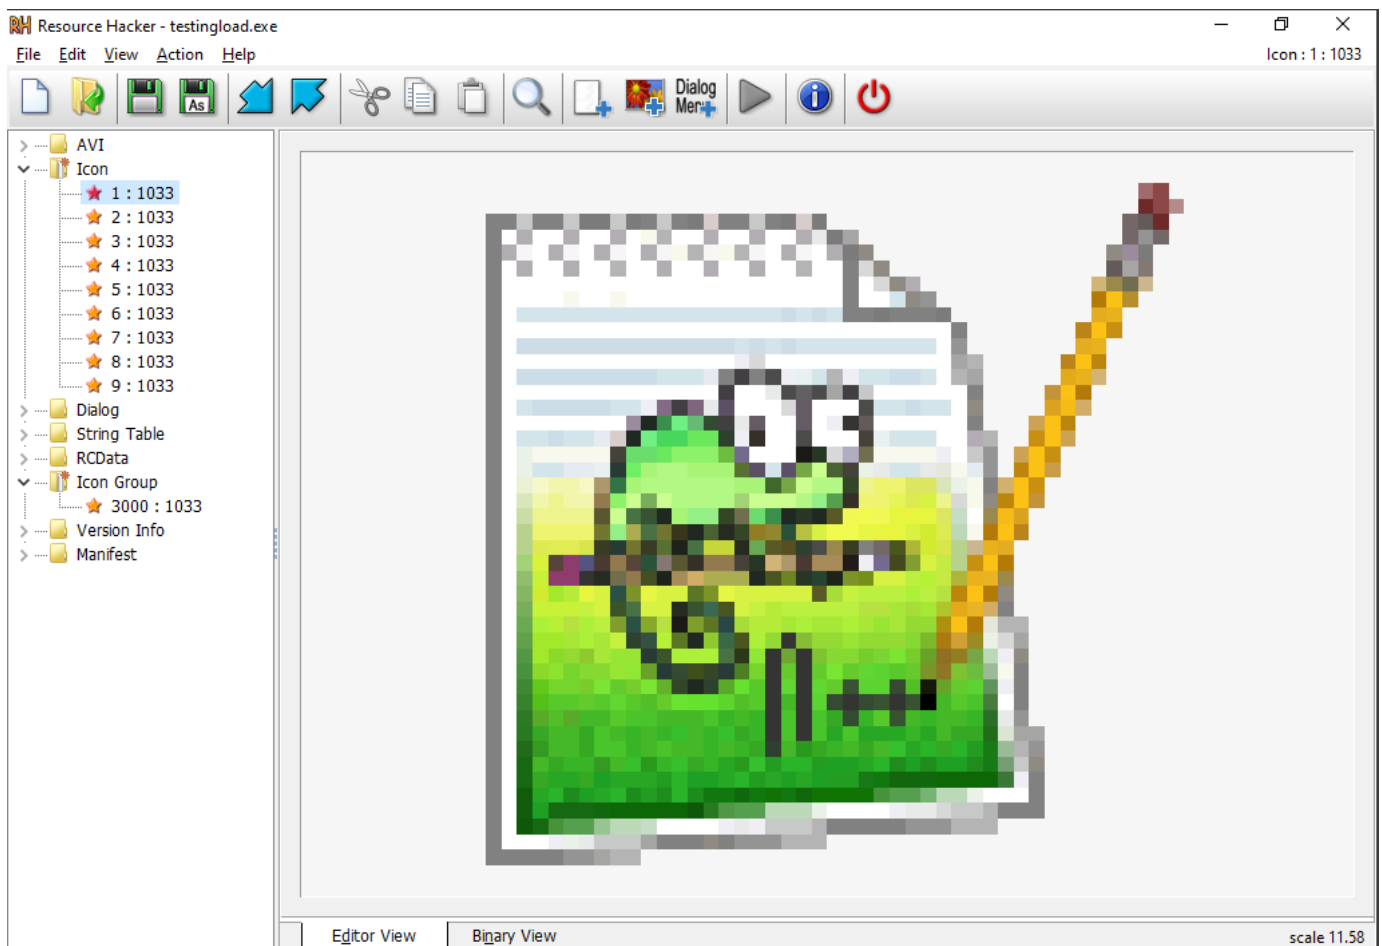 RH Resource Hacker - testingload.exe
File Edit View Action Help
Icon : 1 : 1033
As
Dialog
Men
AVI
Icon
1 : 1033
2 : 1033
3 : 1033
4 : 1033
5 : 1033
6 : 1033
7 : 1033
8 : 1033
9 : 1033
Dialog
String Table
RCData
Icon Group
3000 : 1033
Version Info
Manifest
Editor View
Binary View
scale 11.58